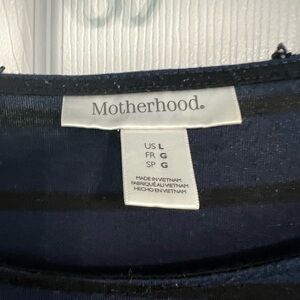 Motherhood.
US L
FR G
SP G
MADE IN VIETNAM
FABRIQUÉ AU VIETNAM
HECHO EN VIETNAM